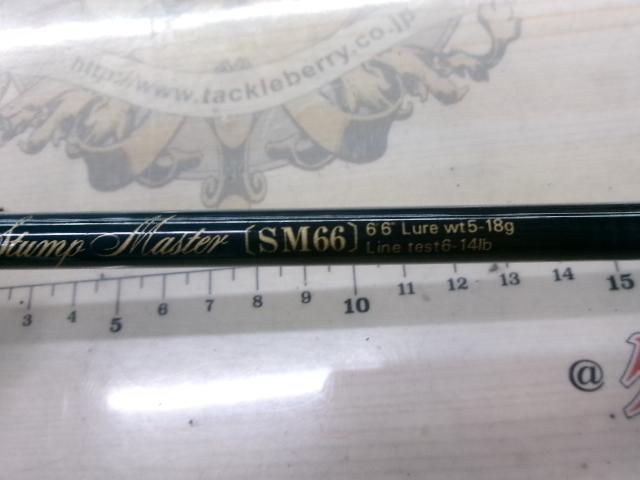 http://www.tackleberry.co.jp
Stump Master [SM66] 6'6" Lure wt5-18g
Line test6-14lb
3 4 5 6 7 8 9 10 11 12 13 14 15
@